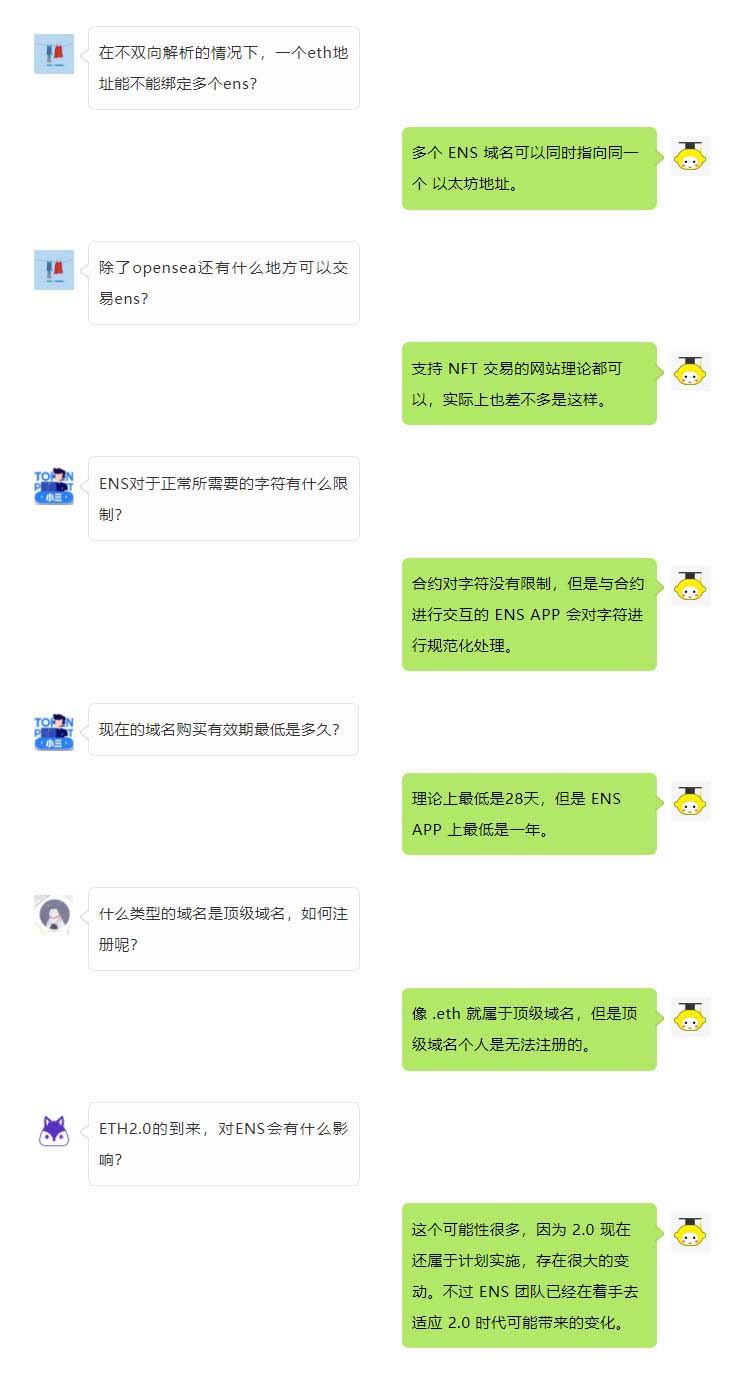 在不双向解析的情况下，一个eth地
址能不能绑定多个ens？
多个 ENS 域名可以同时指向同一
个 以太坊地址。
除了opensea还有什么地方可以交
易ens？
支持 NFT 交易的网站理论都可
以，实际上也差不多是这样。
小三
ENS对于正常所需要的字符有什么限
制？
合约对字符没有限制，但是与合约
进行交互的 ENS APP 会对字符进
行规范化处理。
小三
现在的域名购买有效期最低是多久？
理论上最低是28天，但是 ENS
APP 上最低是一年。
什么类型的域名是顶级域名，如何注
册呢？
像 .eth 就属于顶级域名，但是顶
级域名个人是无法注册的。
ETH2.0的到来，对ENS会有什么影
响？
这个可能性很多，因为 2.0 现在
还属于计划实施，存在很大的变
动。不过 ENS 团队已经在着手去
适应 2.0 时代可能带来的变化。